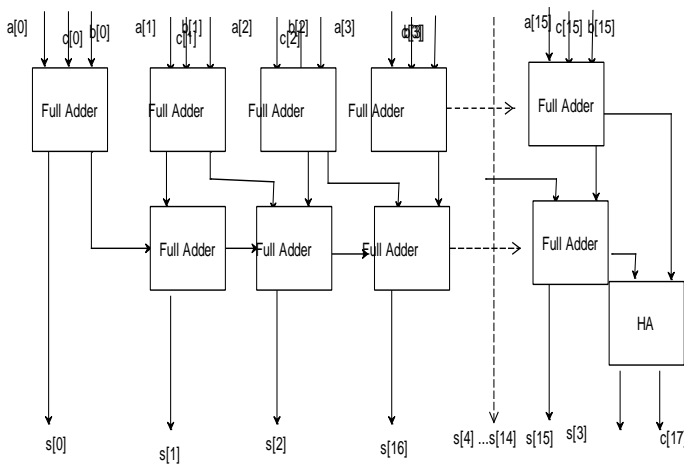 a[0] c[0] b[0] a[1] c[1] b[1] a[2] c[2] b[2] a[3] a[15] c[15] b[15]
Full Adder Full Adder Full Adder Full Adder Full Adder
Full Adder Full Adder Full Adder Full Adder
HA
s[0] s[1] s[2] s[16] s[4] ...s[14] s[15] s[3] c[17]